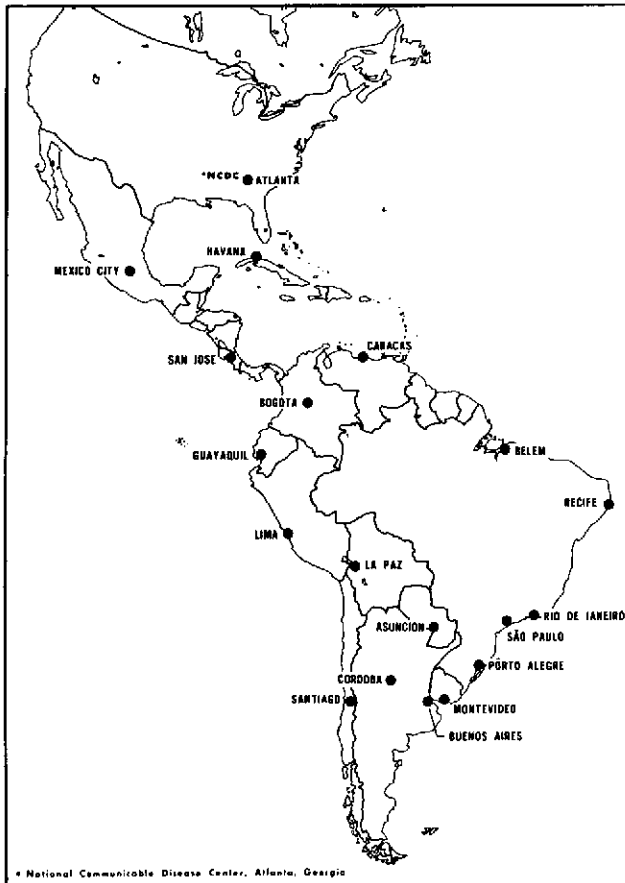 *NCDC ATLANTA
HAVANA
MEXICO CITY
SAN JOSE
CARACAS
BOGOTA
GUAYAQUIL
BELEM
RECIFE
LIMA
LA PAZ
RIO DE JANEIRO
ASUNCION
SÃO PAULO
PÔRTO ALEGRE
CORDOBA
SANTIAGO
MONTEVIDEO
BUENOS AIRES
* National Communicable Disease Center, Atlanta, Georgia